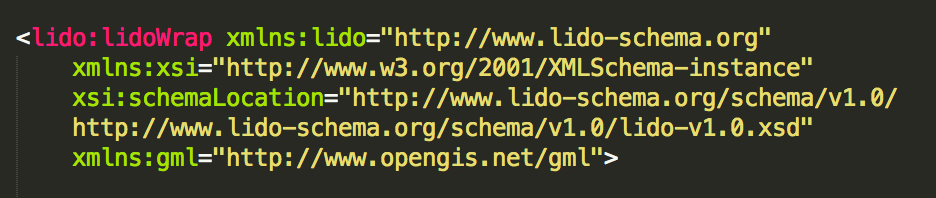 <lido:lidoWrap xmlns:lido="http://www.lido-schema.org"
xmlns:xsi="http://www.w3.org/2001/XMLSchema-instance"
xsi:schemaLocation="http://www.lido-schema.org/schema/v1.0/
http://www.lido-schema.org/schema/v1.0/lido-v1.0.xsd"
xmlns:gml="http://www.opengis.net/gml">